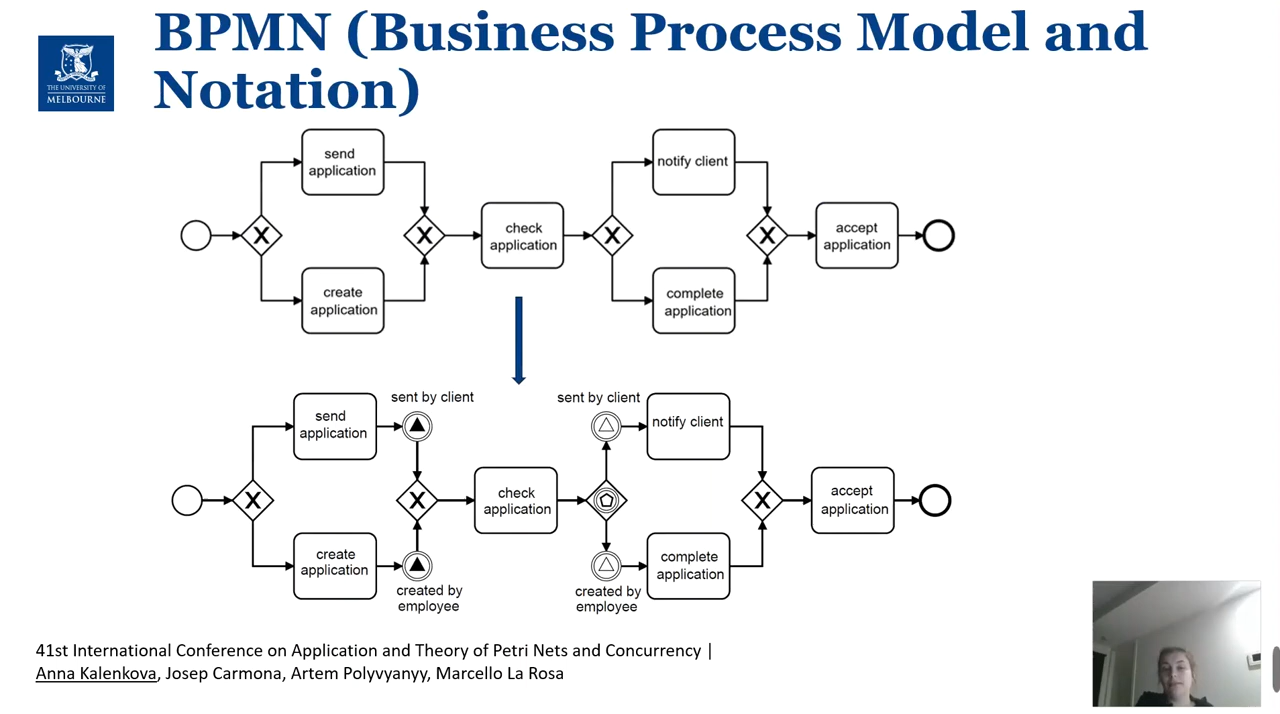 BPMN (Business Process Model and
Notation)
THE UNIVERSITY OF
MELBOURNE
send
application
notify client
X
X
check
application
X
X
accept
application
create
application
complete
application
sent by client
sent by client
send
application
notify client
X
check
application
X
X
accept
application
create
application
complete
application
created by
employee
created by
employee
41st International Conference on Application and Theory of Petri Nets and Concurrency |
Anna Kalenkova, Josep Carmona, Artem Polyvyanyy, Marcello La Rosa